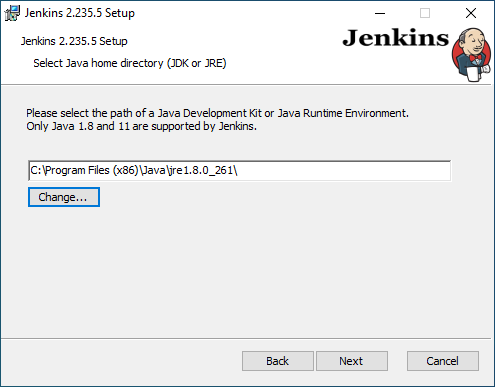 Jenkins 2.235.5 Setup
Jenkins 2.235.5 Setup
Jenkins
Select Java home directory (JDK or JRE)
Please select the path of a Java Development Kit or Java Runtime Environment.
Only Java 1.8 and 11 are supported by Jenkins.
C:\Program Files (x86)\Java\jre1.8.0_261\
Change...
Back Next Cancel